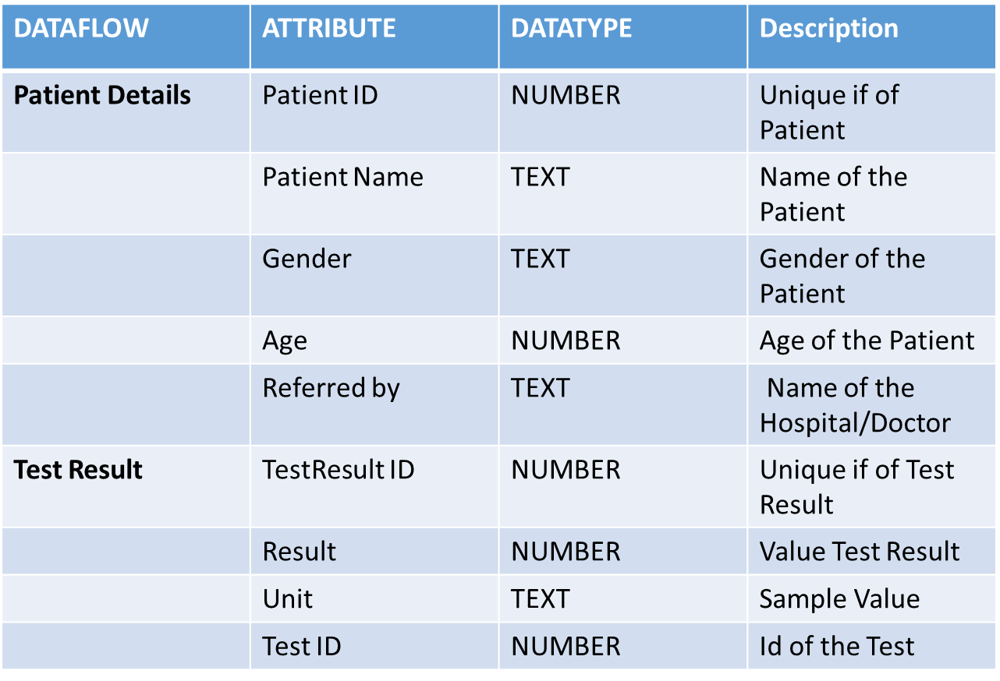 DATAFLOW ATTRIBUTE DATATYPE Description
Patient Details Patient ID NUMBER Unique if of
Patient
Patient Name TEXT Name of the
Patient
Gender TEXT Gender of the
Patient
Age NUMBER Age of the Patient
Referred by TEXT Name of the
Hospital/Doctor
Test Result TestResult ID NUMBER Unique if of Test
Result
Result NUMBER Value Test Result
Unit TEXT Sample Value
Test ID NUMBER Id of the Test